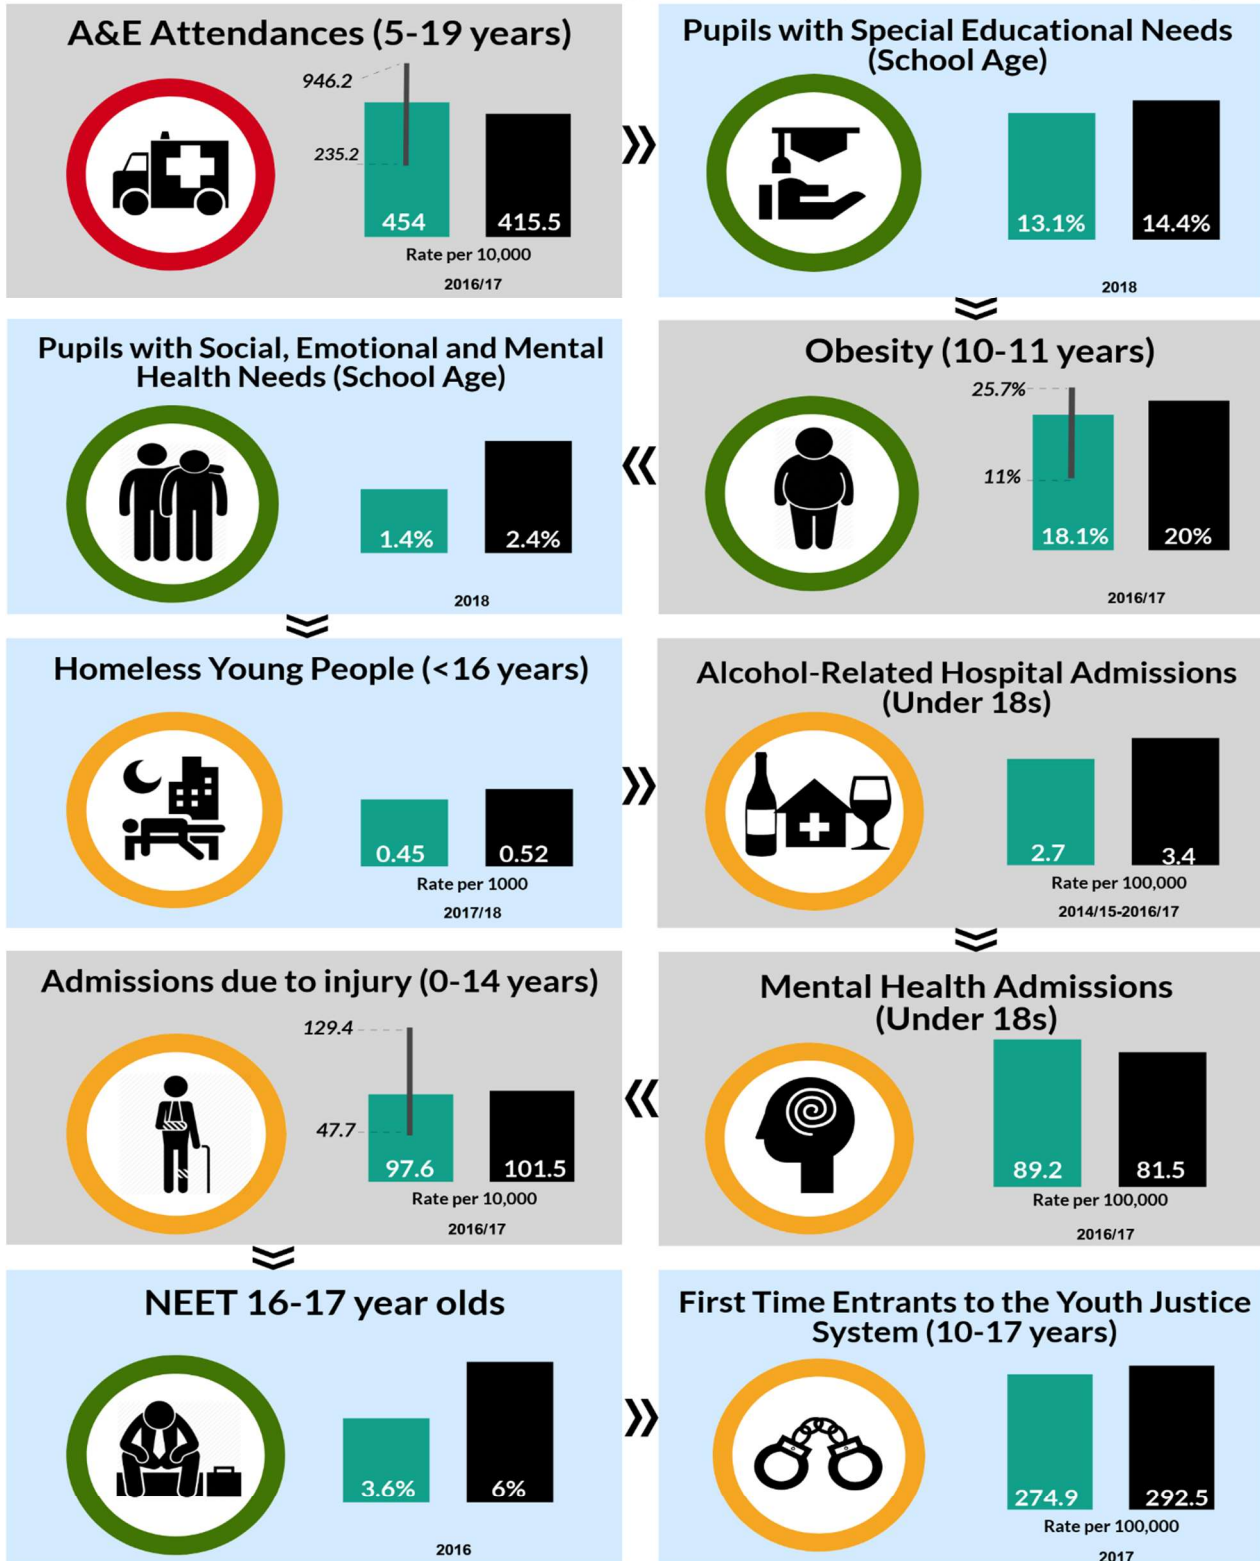 A&E Attendances (5-19 years)
946.2
235.2
454
415.5
Rate per 10,000
2016/17
Pupils with Special Educational Needs
(School Age)
13.1%
14.4%
2018
Obesity (10-11 years)
25.7%
11%
18.1%
20%
2016/17
Pupils with Social, Emotional and Mental
Health Needs (School Age)
1.4%
2.4%
2018
Homeless Young People (<16 years)
0.45
0.52
Rate per 1000
2017/18
Alcohol-Related Hospital Admissions
(Under 18s)
2.7
3.4
Rate per 100,000
2014/15-2016/17
Mental Health Admissions
(Under 18s)
89.2
81.5
Rate per 100,000
2016/17
Admissions due to injury (0-14 years)
129.4
47.7
97.6
101.5
Rate per 10,000
2016/17
NEET 16-17 year olds
3.6%
6%
2016
First Time Entrants to the Youth Justice
System (10-17 years)
274.9
292.5
Rate per 100,000
2017